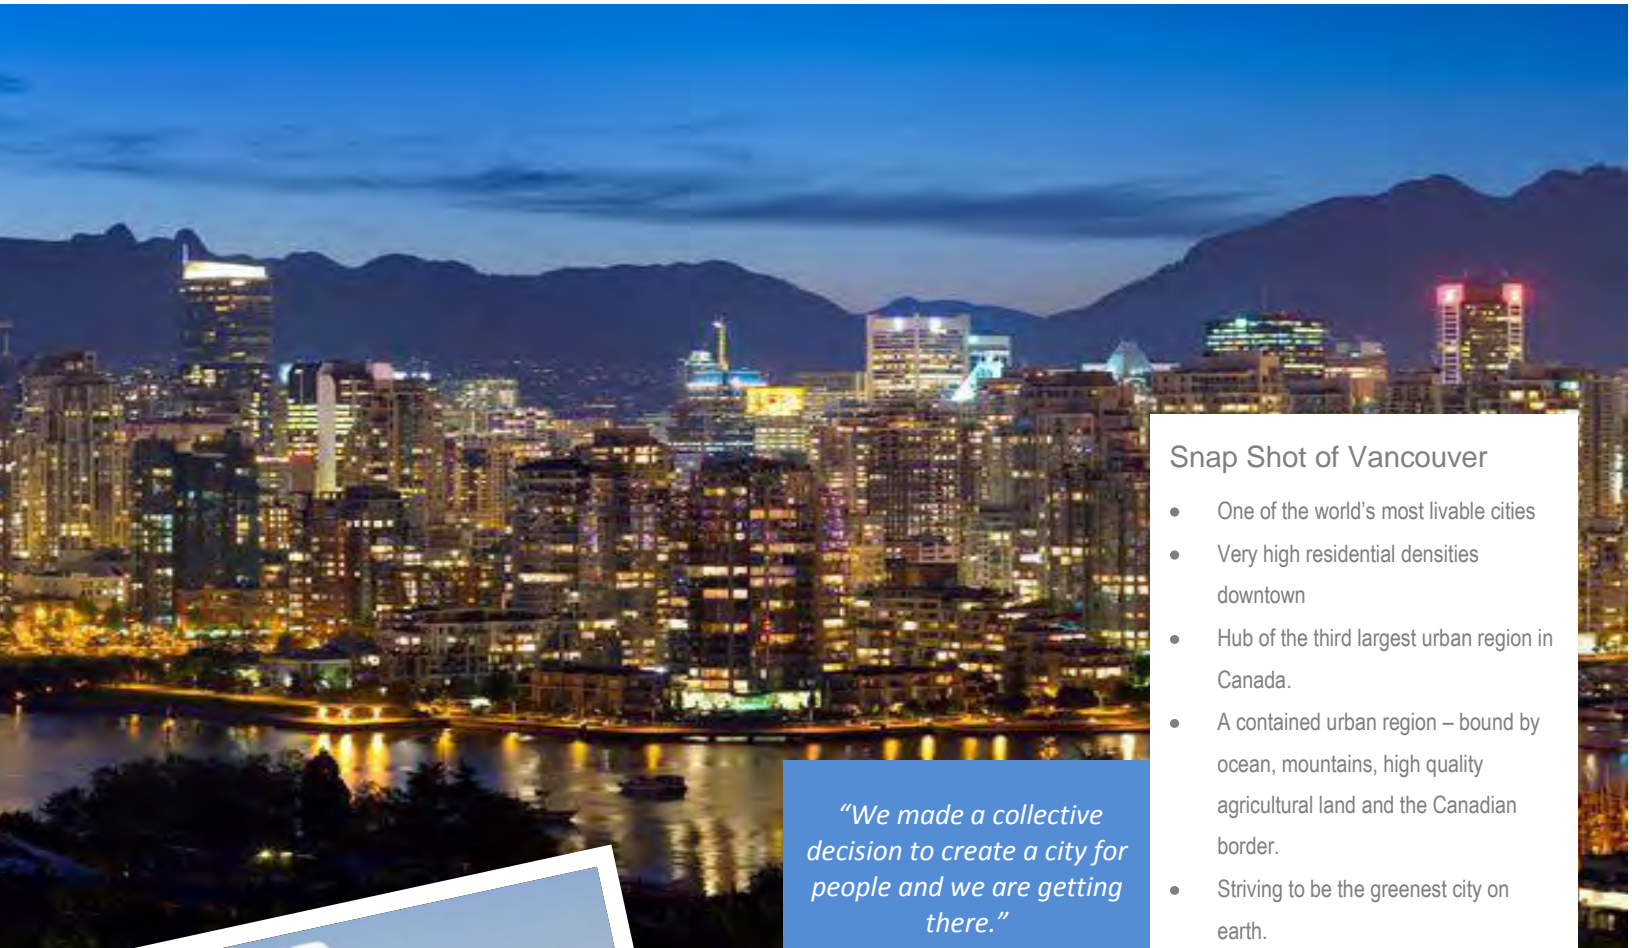 Snap Shot of Vancouver
• One of the world’s most livable cities
• Very high residential densities
downtown
• Hub of the third largest urban region in
Canada.
• A contained urban region – bound by
ocean, mountains, high quality
agricultural land and the Canadian
border.
• Striving to be the greenest city on
earth.
“We made a collective
decision to create a city for
people and we are getting
there.”